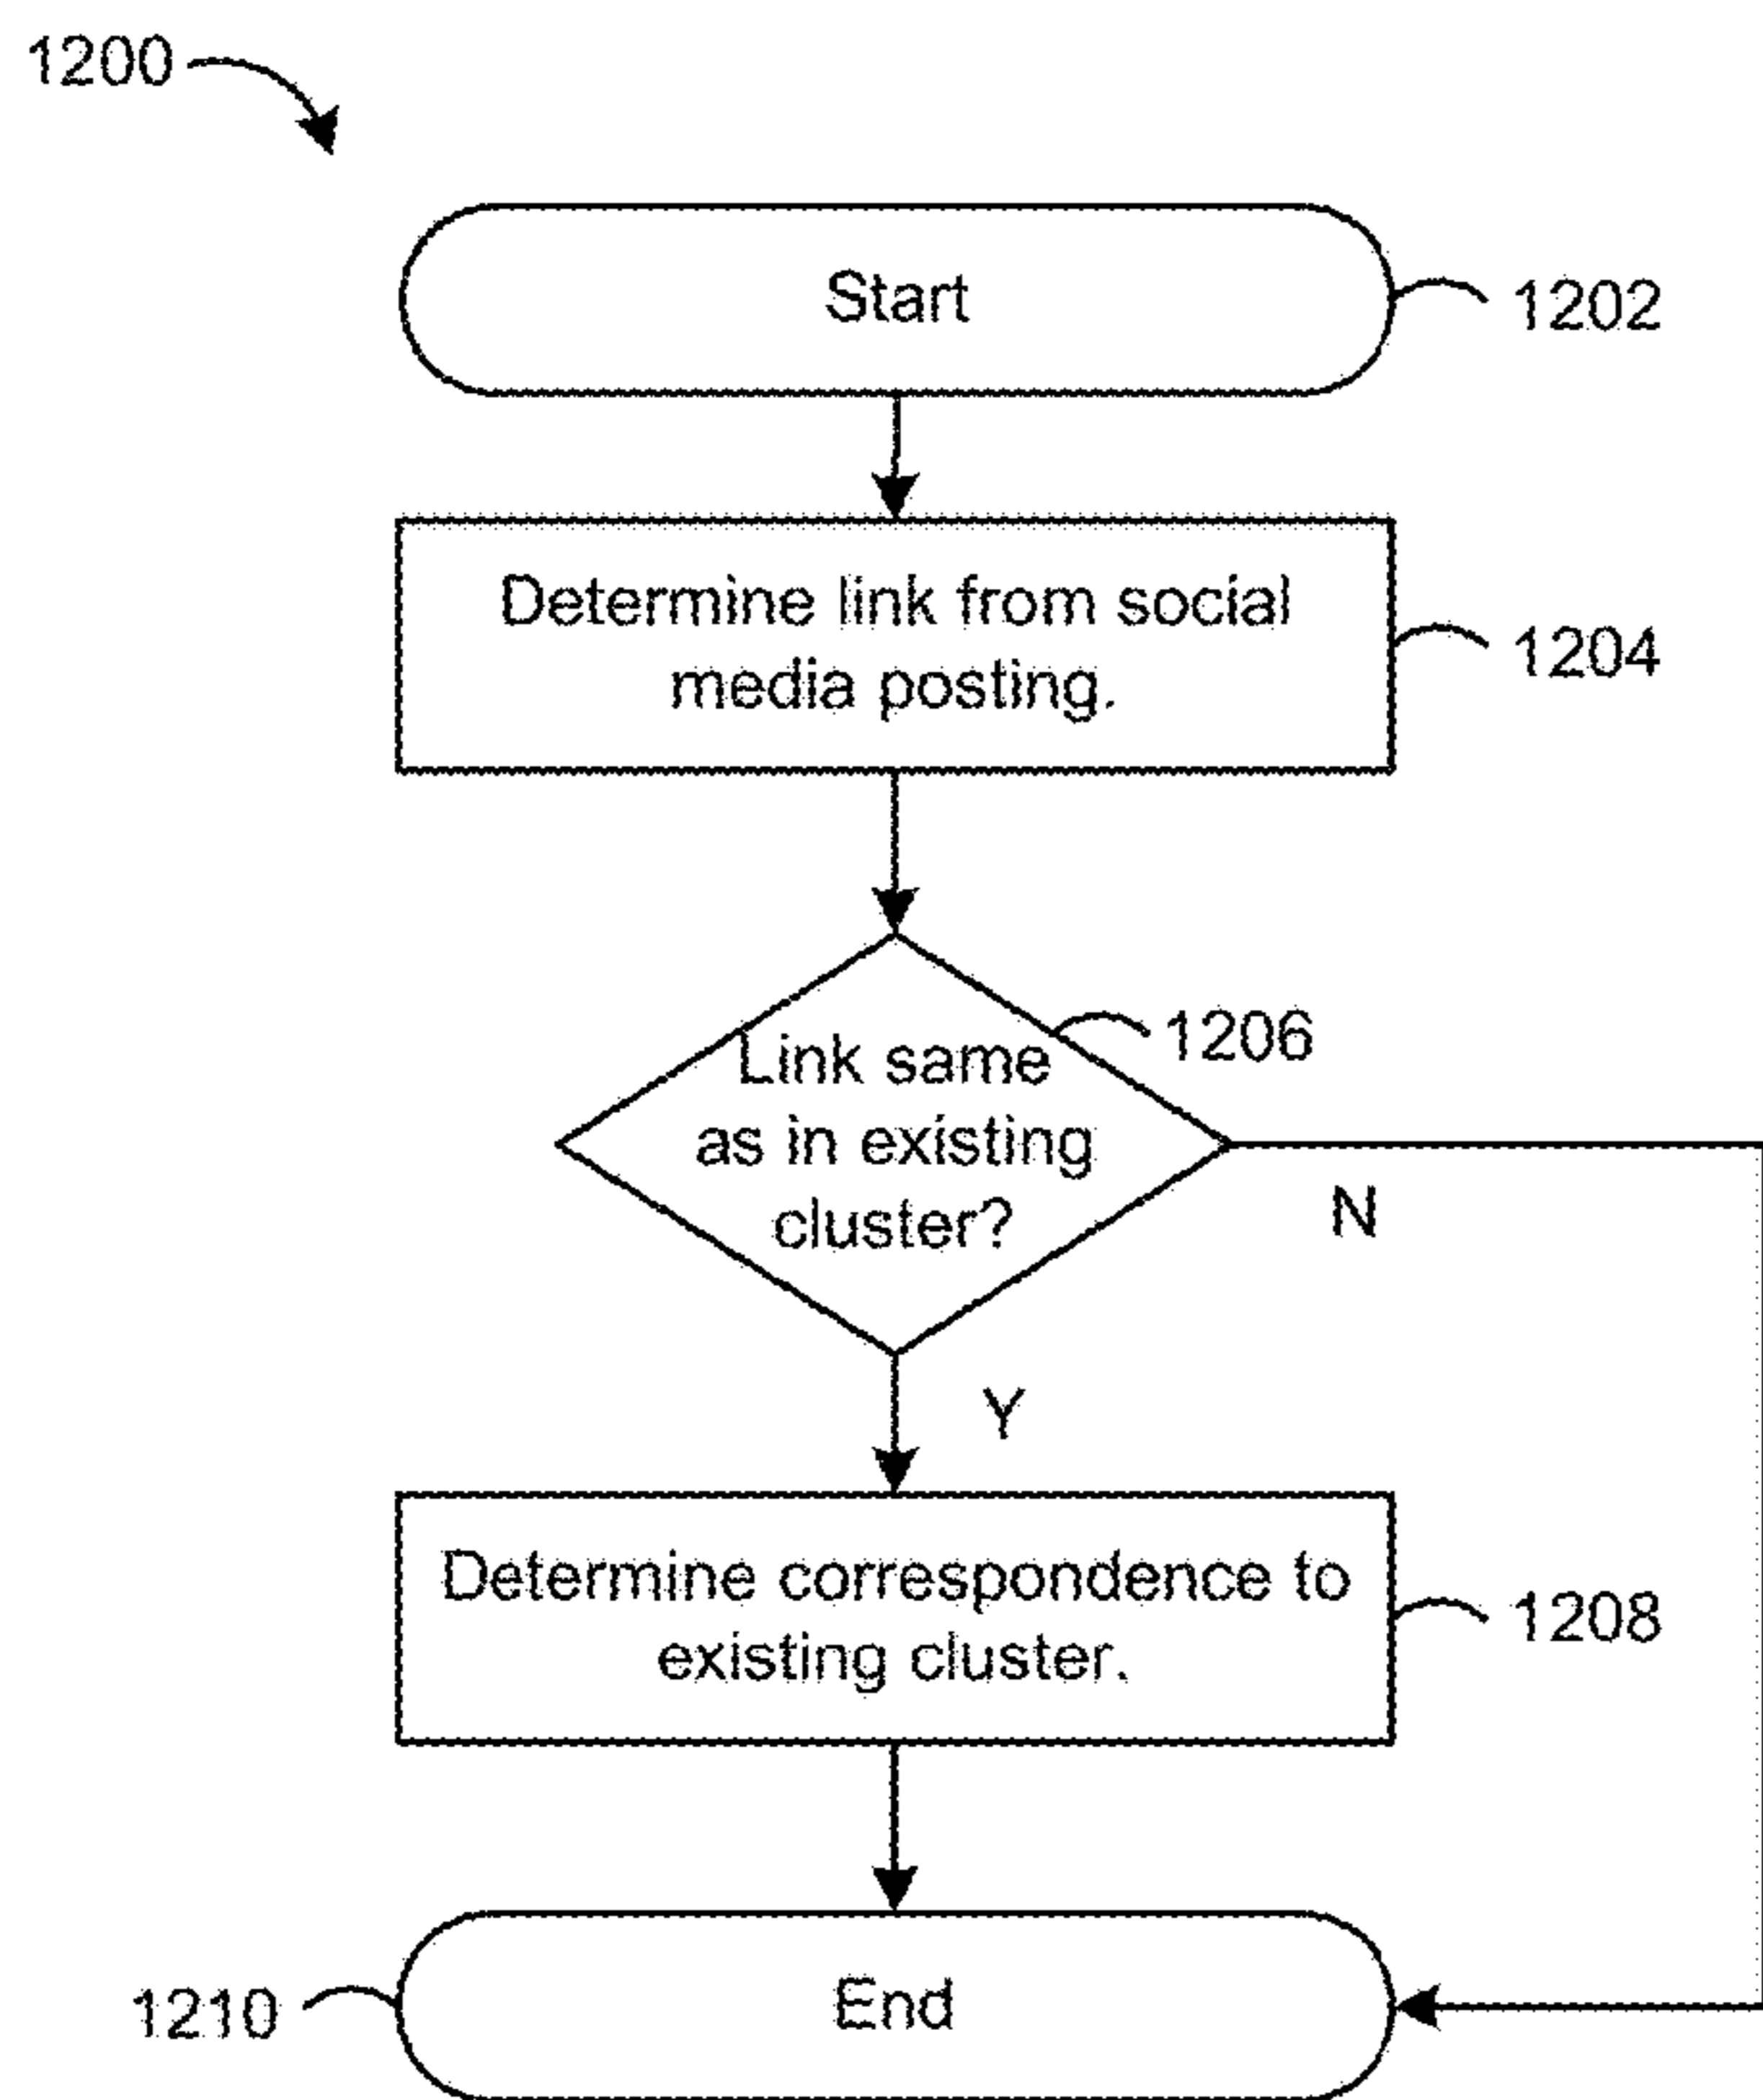 1200
Start
1202
Determine link from social
media posting.
1204
1206
Link same
as in existing
cluster?
N
Y
Determine correspondence to
existing cluster.
1208
End
1210